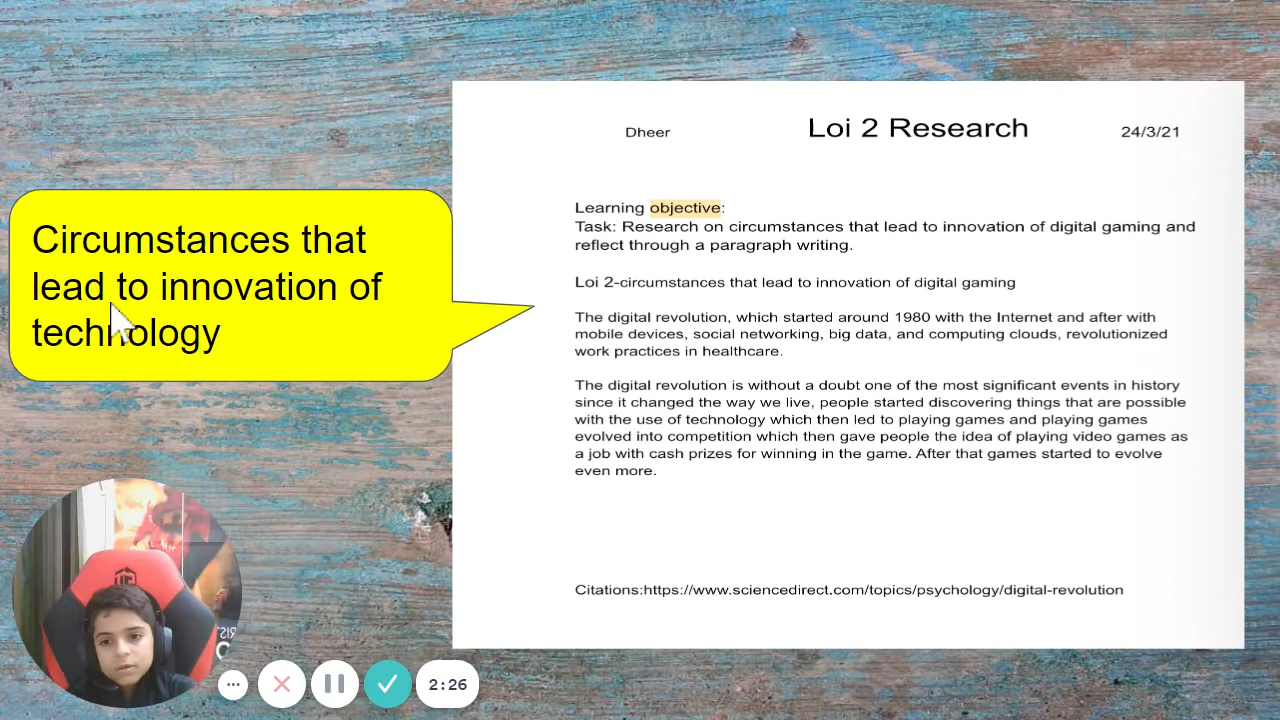 Circumstances that
lead to innovation of
technology
Dheer
Loi 2 Research
24/3/21
Learning objective:
Task: Research on circumstances that lead to innovation of digital gaming and
reflect through a paragraph writing.
Loi 2-circumstances that lead to innovation of digital gaming
The digital revolution, which started around 1980 with the Internet and after with
mobile devices, social networking, big data, and computing clouds, revolutionized
work practices in healthcare.
The digital revolution is without a doubt one of the most significant events in history
since it changed the way we live, people started discovering things that are possible
with the use of technology which then led to playing games and playing games
evolved into competition which then gave people the idea of playing video games as
a job with cash prizes for winning in the game. After that games started to evolve
even more.
Citations:https://www.sciencedirect.com/topics/psychology/digital-revolution
2:26